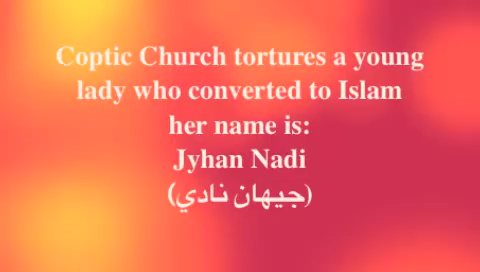 Coptic Church tortures a young
lady who converted to Islam
her name is:
Jyhan Nadi
(جيهان نادي)